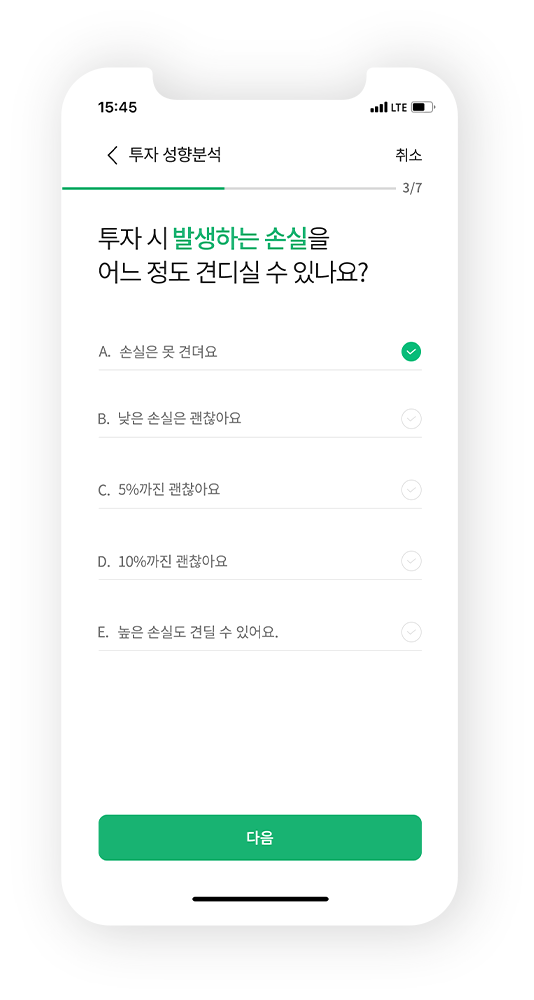 15:45 LTE
투자 성향분석 취소
3/7
투자 시 발생하는 손실을
어느 정도 견디실 수 있나요?
A. 손실은 못 견뎌요
B. 낮은 손실은 괜찮아요
C. 5%까진 괜찮아요
D. 10%까진 괜찮아요
E. 높은 손실도 견딜 수 있어요.
다음